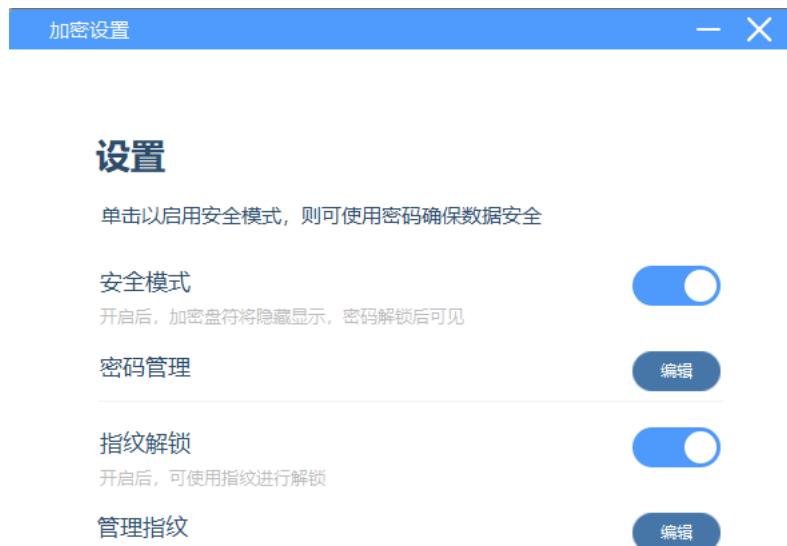 加密设置
设置
单击以启用安全模式，则可使用密码确保数据安全
安全模式
开启后，加密盘符将隐藏显示，密码解锁后可见
密码管理
编辑
指纹解锁
开启后，可使用指纹进行解锁
管理指纹
编辑